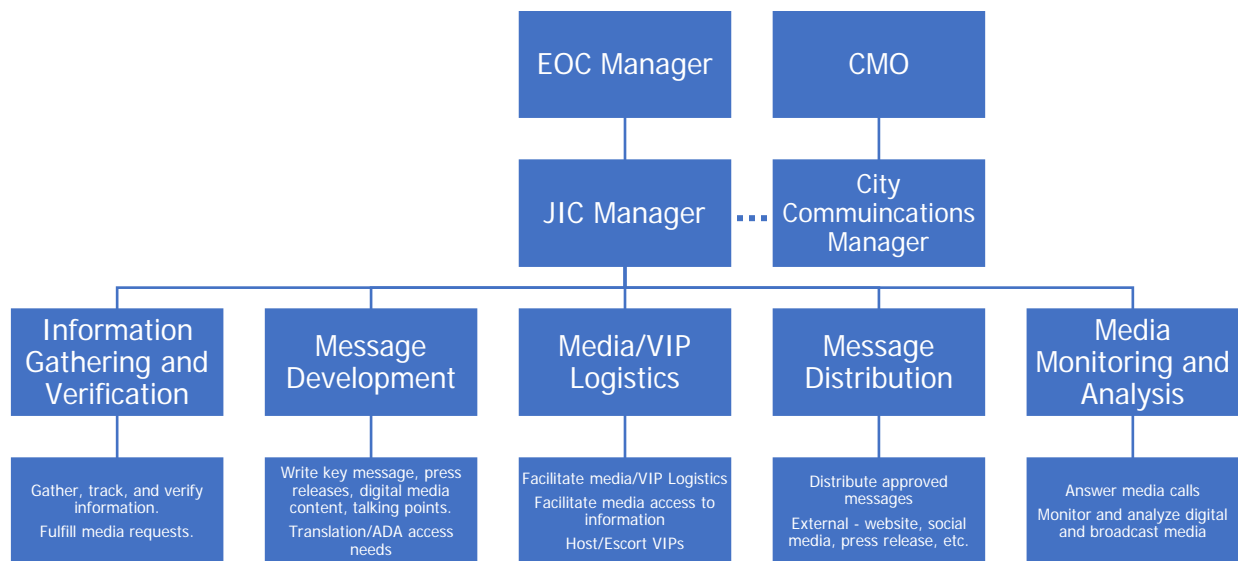 EOC Manager
CMO
JIC Manager
City
Commuincations
Manager
Information
Gathering and
Verification
Message
Development
Media/VIP
Logistics
Message
Distribution
Media
Monitoring and
Analysis
Gather, track, and verify
information.
Fulfill media requests.
Write key message, press
releases, digital media
content, talking points.
Translation/ADA access
needs
Facilitate media/VIP Logistics
Facilitate media access to
information
Host/Escort VIPs
Distribute approved
messages
External - website, social
media, press release, etc.
Answer media calls
Monitor and analyze digital
and broadcast media